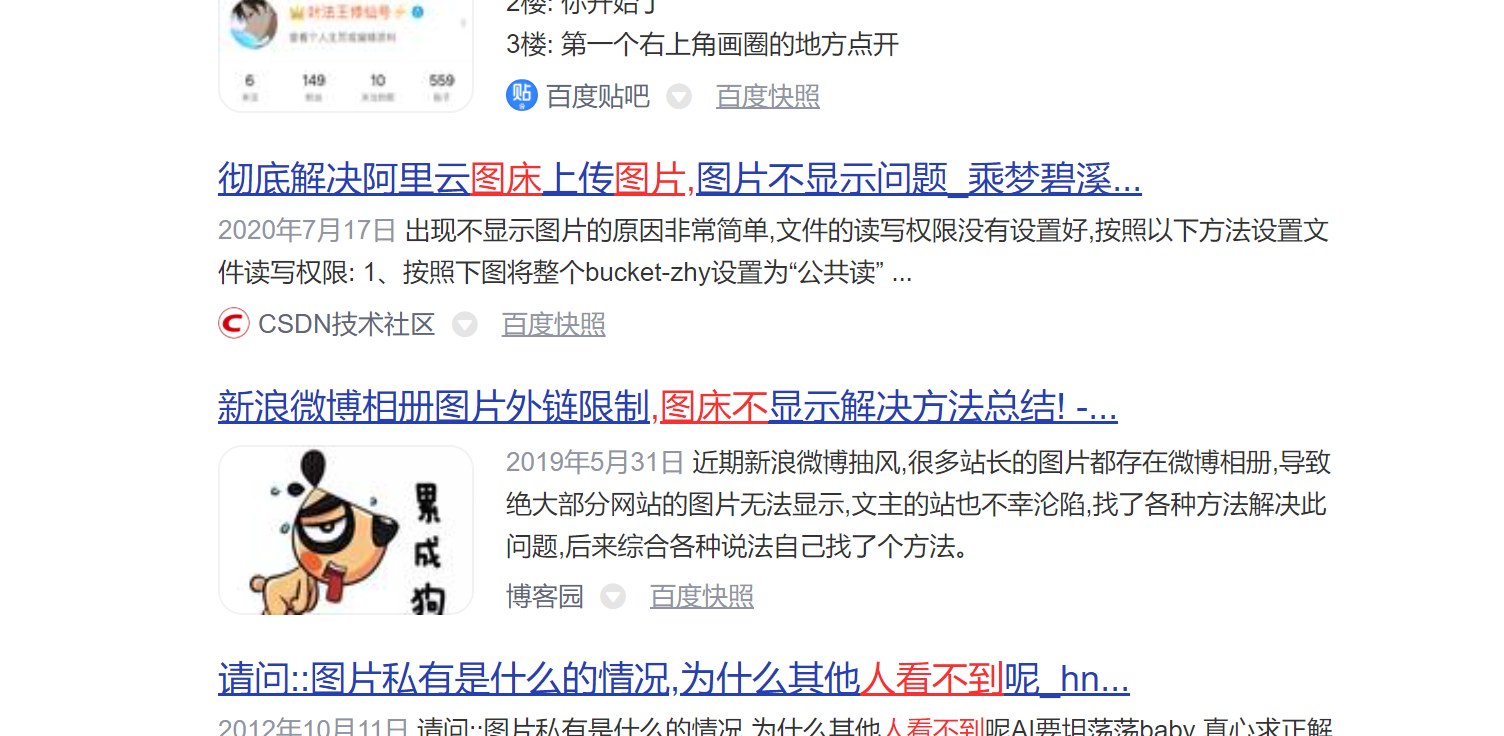 叶法王修仙号
2楼: 你开始了
3楼: 第一个右上角画圈的地方点开
6 149 10 559
贴 百度贴吧 百度快照
彻底解决阿里云图床上传图片,图片不显示问题_乘梦碧溪...
2020年7月17日 出现不显示图片的原因非常简单,文件的读写权限没有设置好,按照以下方法设置文
件读写权限: 1、按照下图将整个bucket-zhy设置为“公共读” ...
CSDN技术社区 百度快照
新浪微博相册图片外链限制,图床不显示解决方法总结! -...
2019年5月31日 近期新浪微博抽风,很多站长的图片都存在微博相册,导致
绝大部分网站的图片无法显示,文主的站也不幸沦陷,找了各种方法解决此
问题,后来综合各种说法自己找了个方法。
累成狗
博客园 百度快照
请问::图片私有是什么的情况,为什么其他人看不到呢_hn...
2012年10月11日 请问::图片私有是什么的情况,为什么其他人看不到呢AI要坦荡荡baby 真心求正解